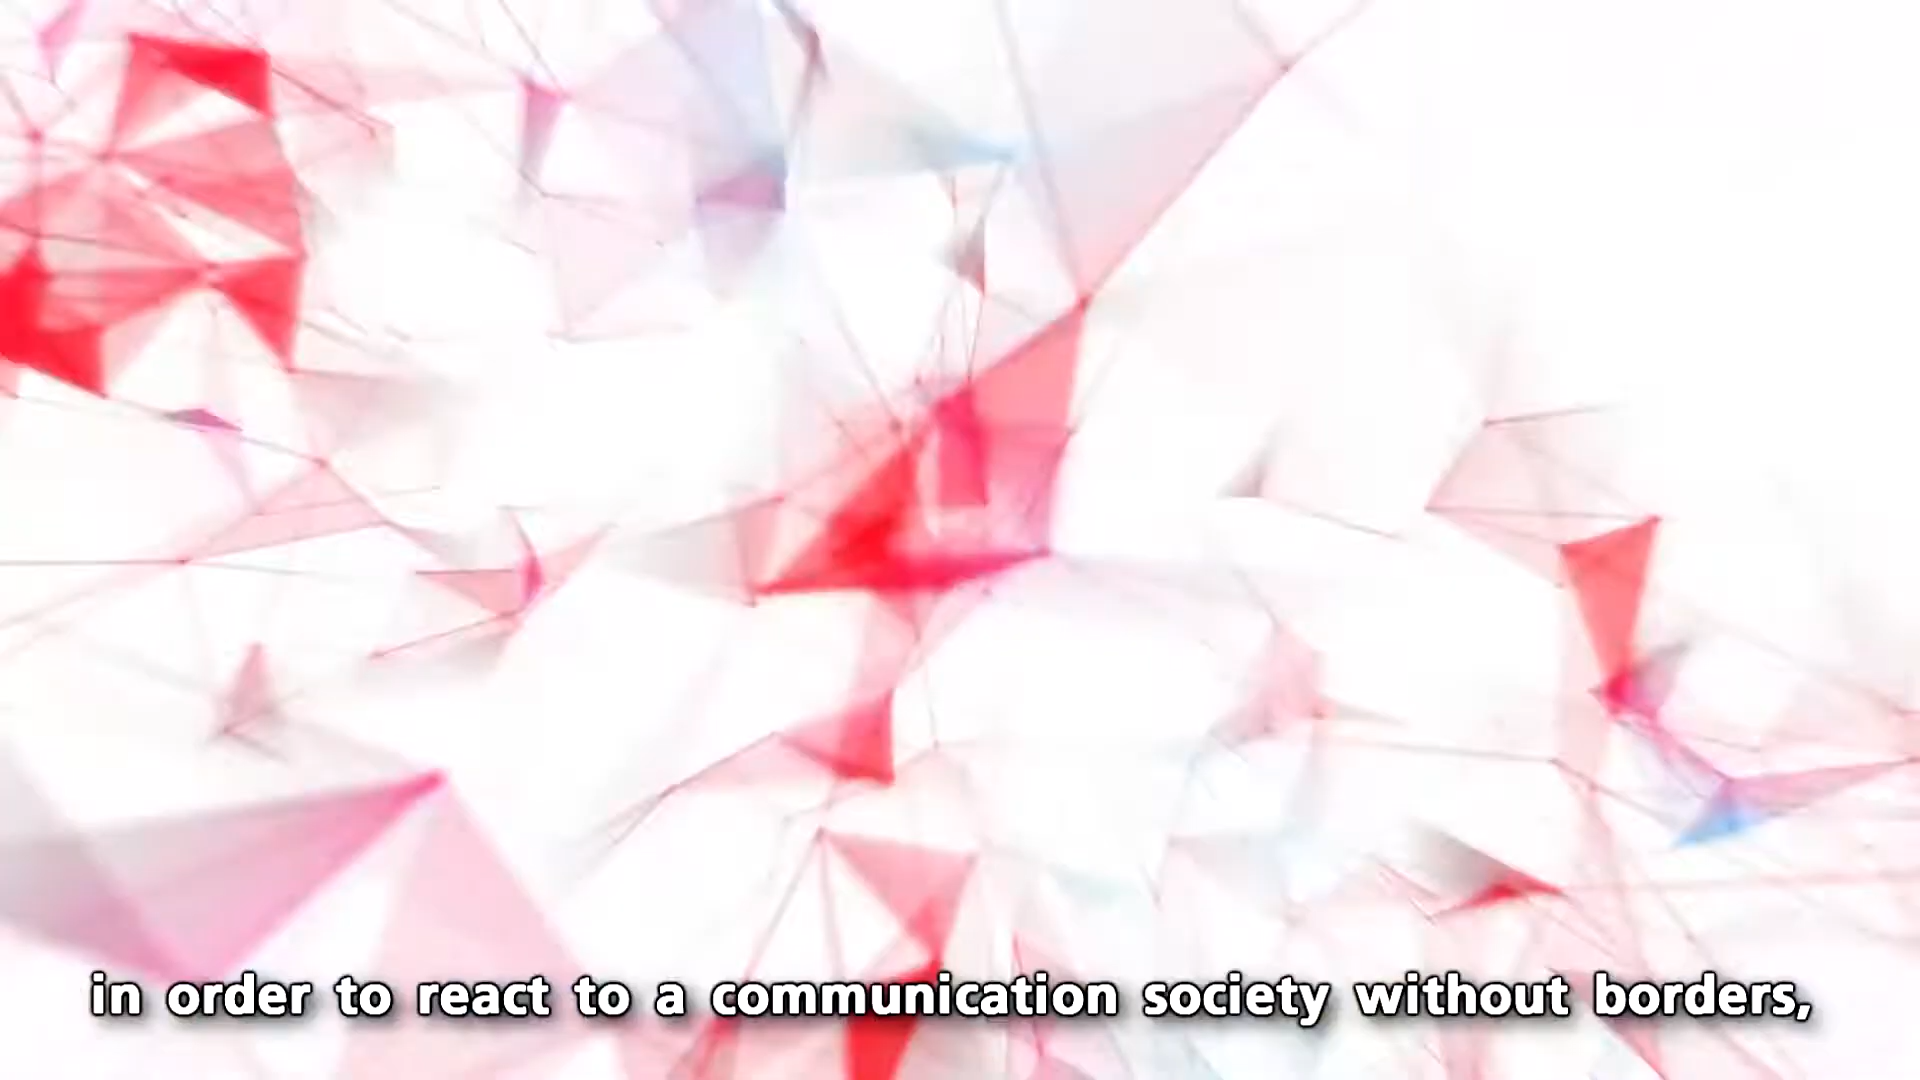 in order to react to a communication society without borders,